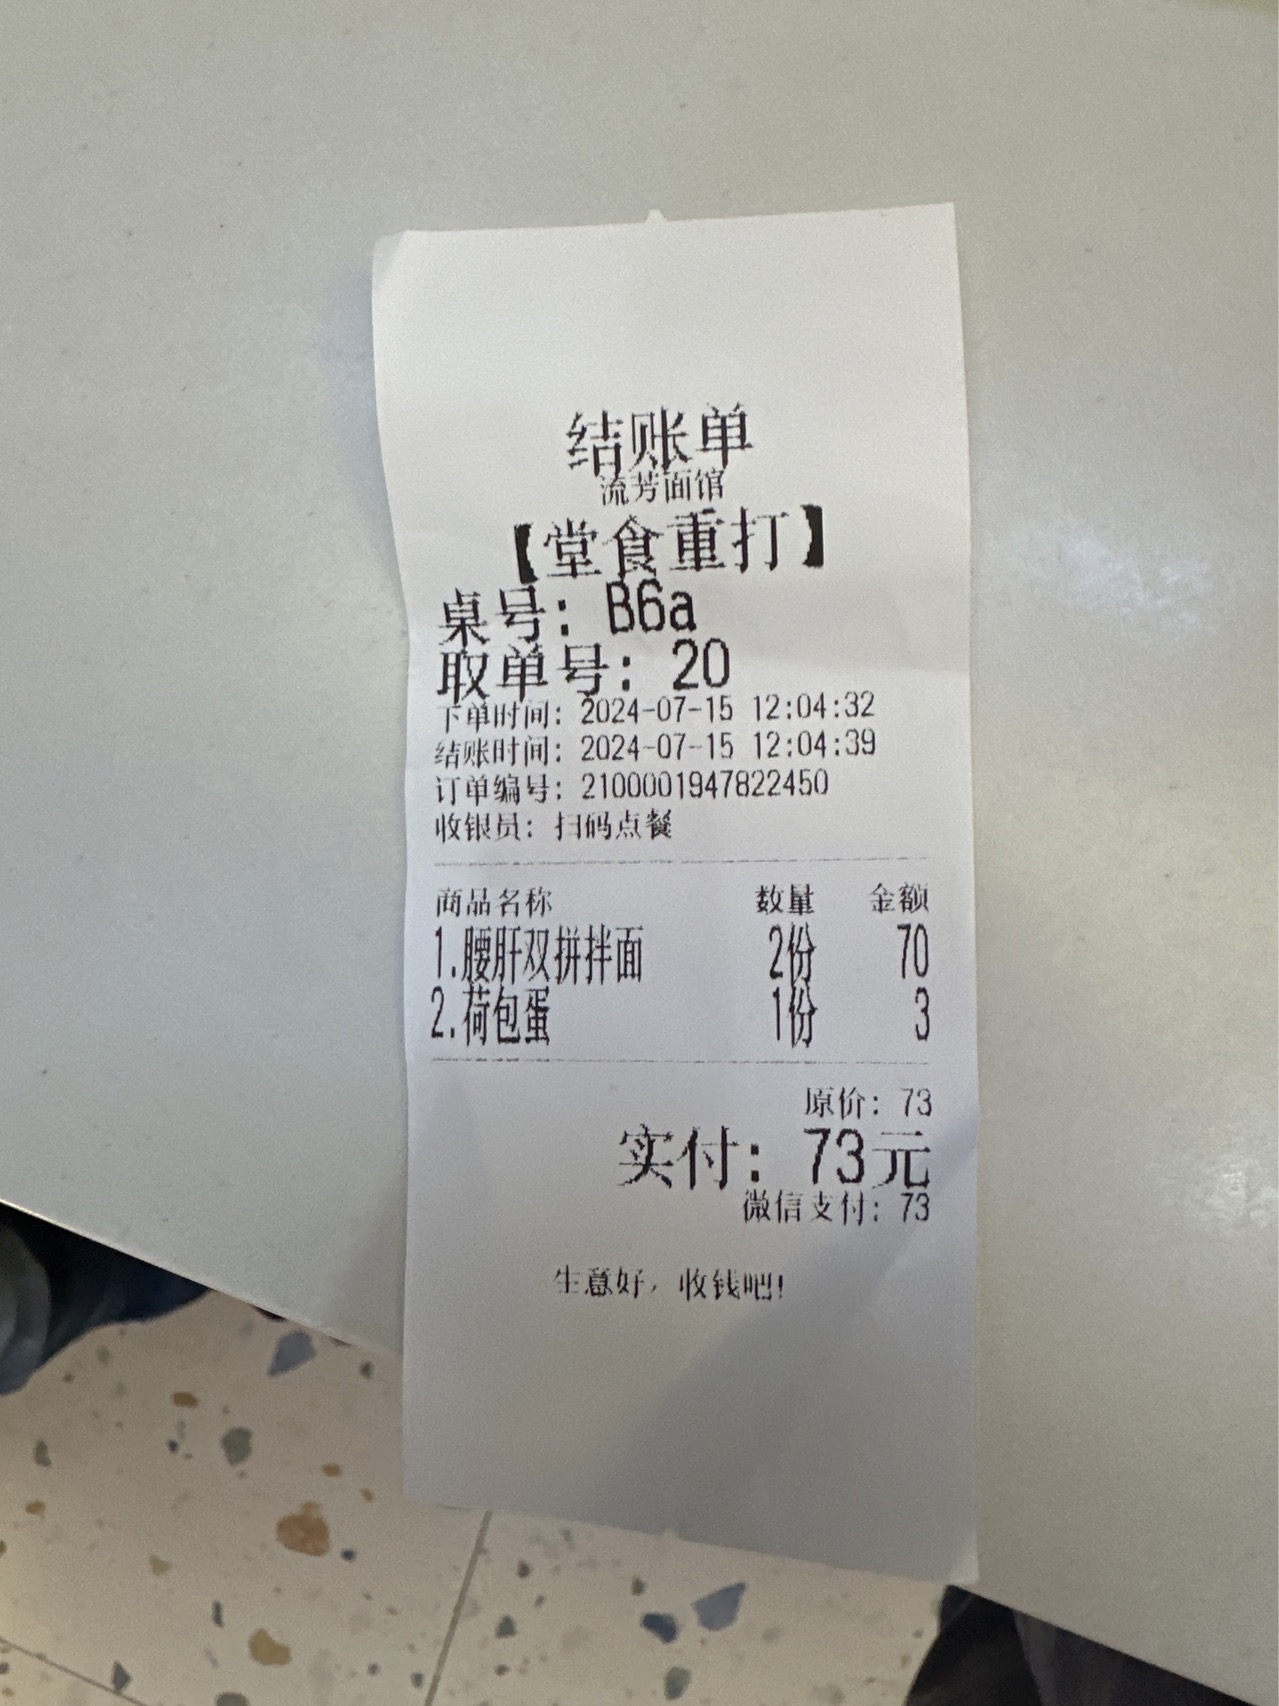 结账单
流芳面馆
【堂食重打】
桌号：B6a
取单号：20
下单时间：2024-07-15 12:04:32
结账时间：2024-07-15 12:04:39
订单编号：2100001947822450
收银员：扫码点餐
商品名称 数量 金额
1.腰肝双拼拌面 2份 70
2.荷包蛋 1份 3
原价：73
实付：73元
微信支付：73
生意好，收钱吧！